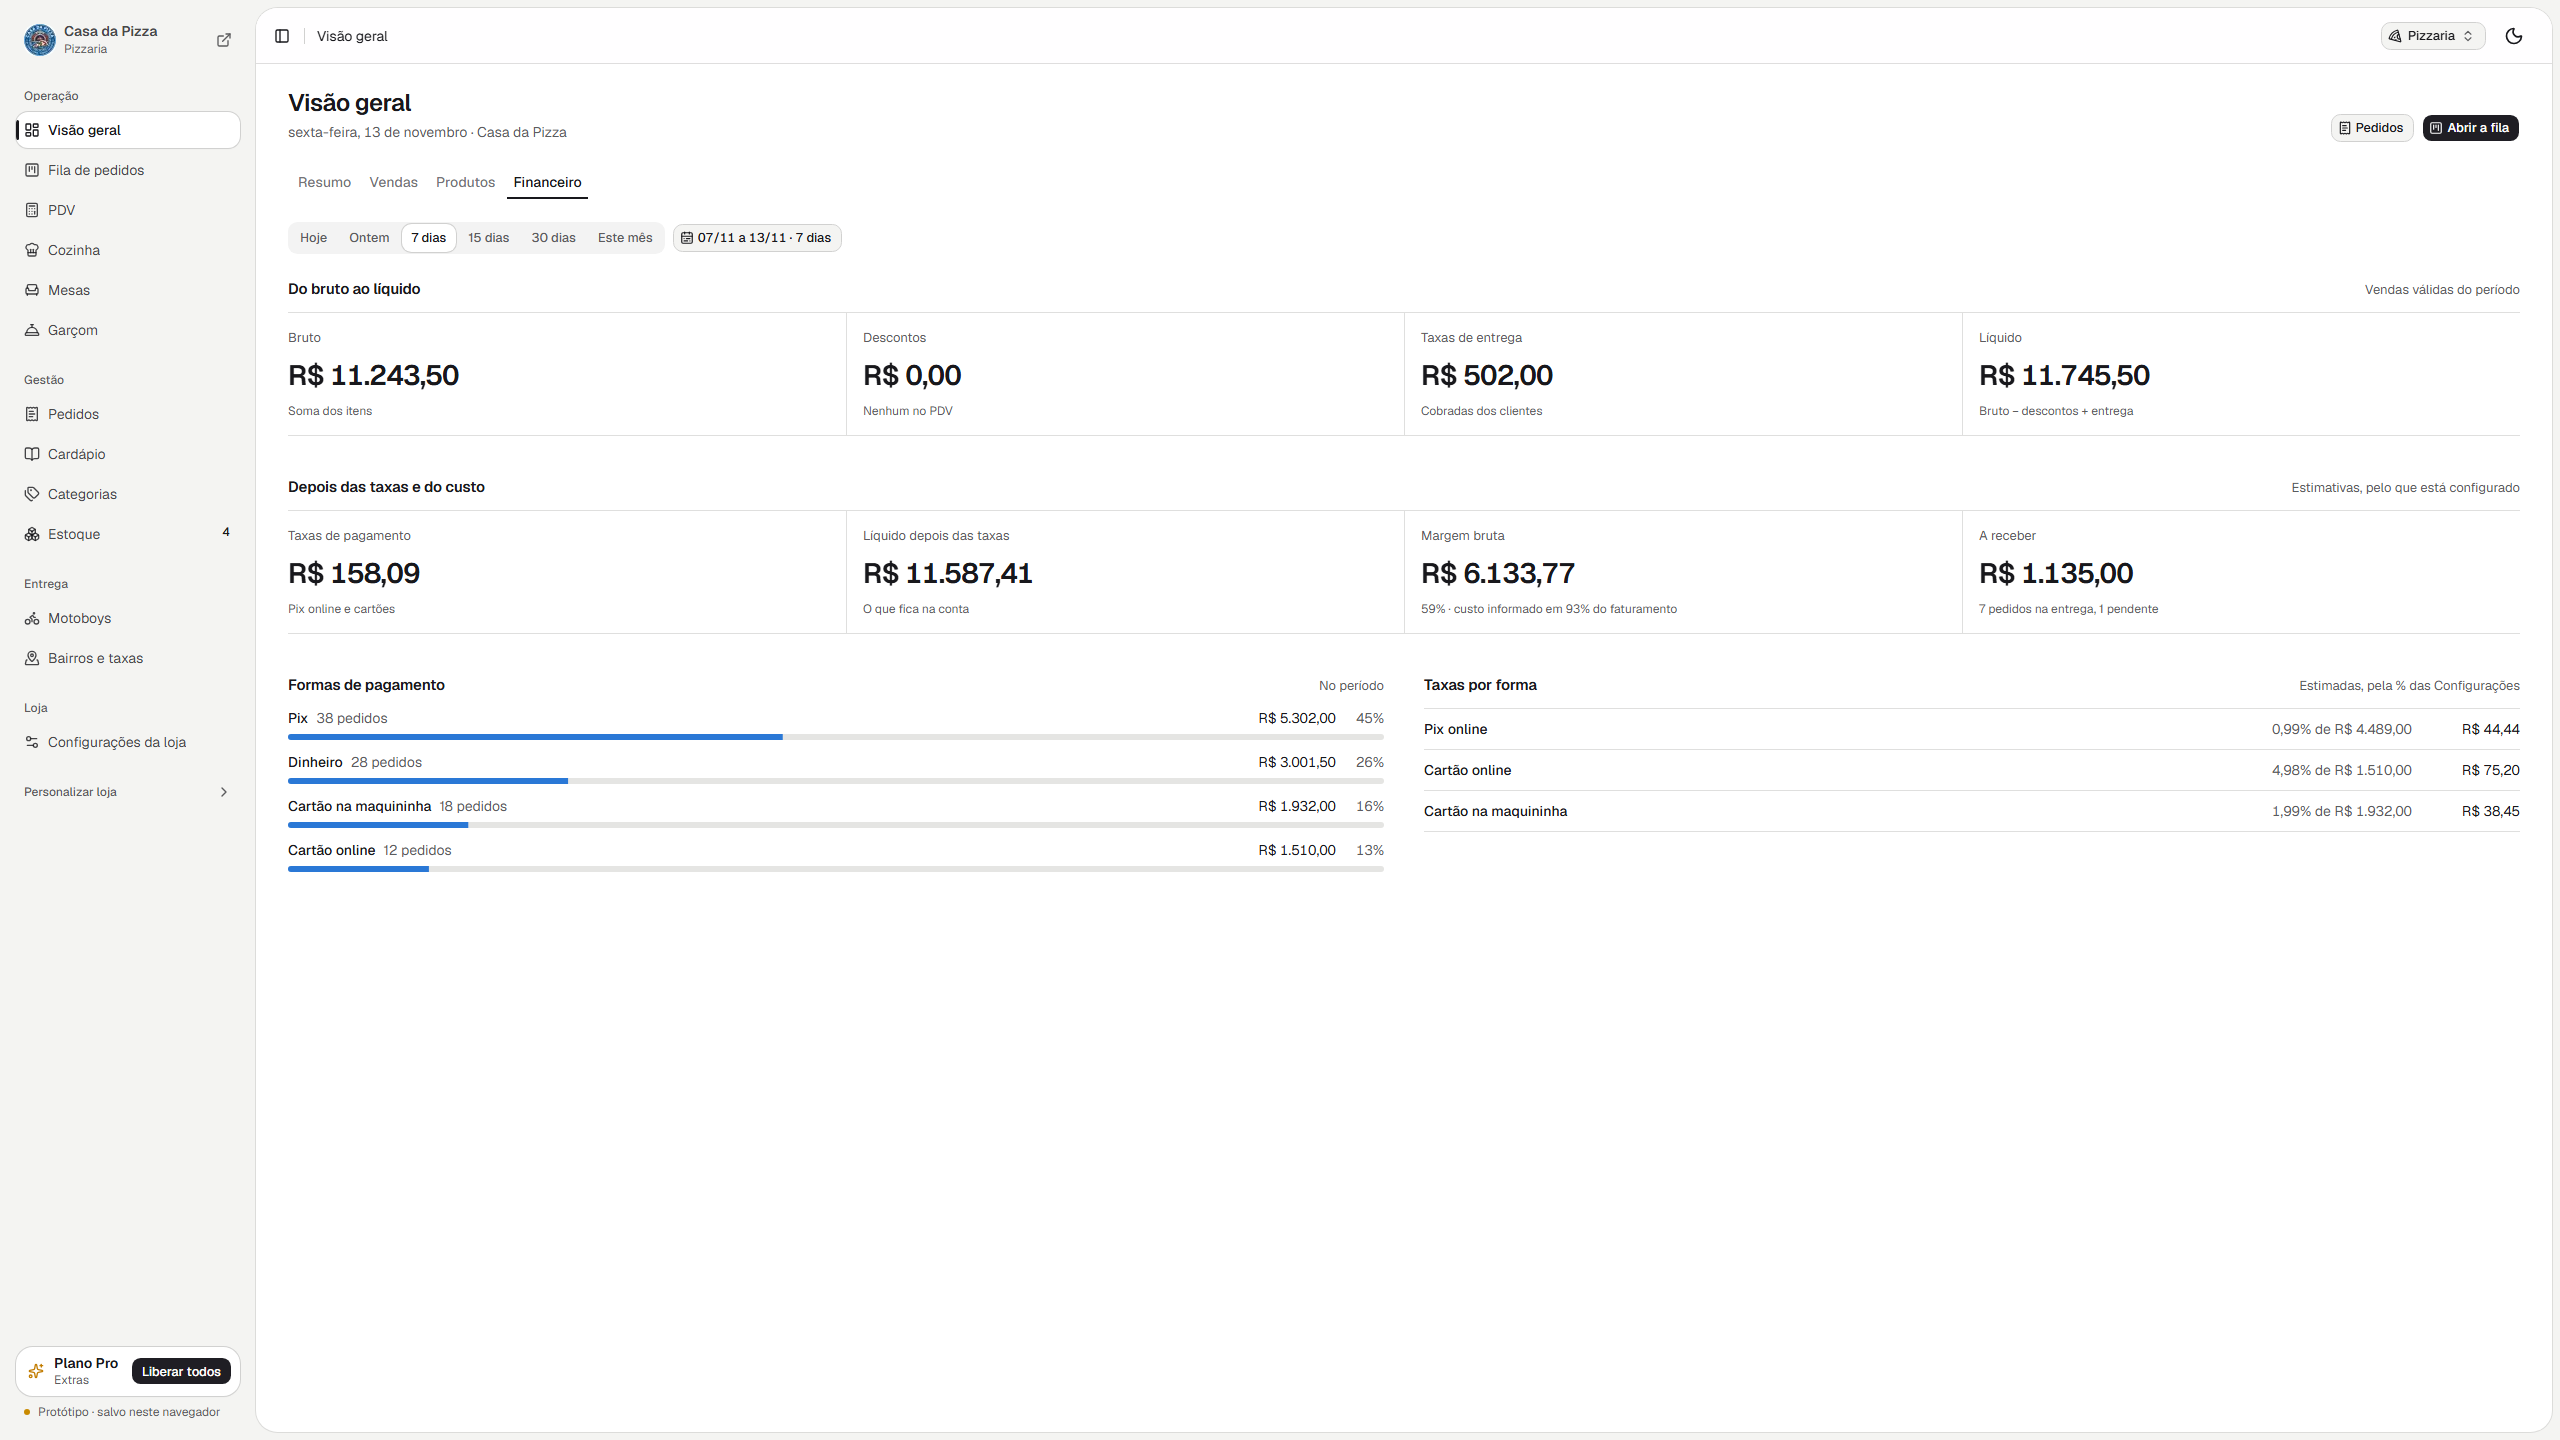 Casa da Pizza
Pizzaria
Operação
Visão geral
Fila de pedidos
PDV
Cozinha
Mesas
Garçom
Gestão
Pedidos
Cardápio
Categorias
Estoque 4
Entrega
Motoboys
Bairros e taxas
Loja
Configurações da loja
Personalizar loja
Plano Pro
Extras
Liberar todos
Protótipo · salvo neste navegador
Visão geral
Pizzaria
Visão geral
sexta-feira, 13 de novembro · Casa da Pizza
Pedidos
Abrir a fila
Resumo Vendas Produtos Financeiro
Hoje Ontem 7 dias 15 dias 30 dias Este mês 07/11 a 13/11 · 7 dias
Do bruto ao líquido Vendas válidas do período
Bruto
R$ 11.243,50
Soma dos itens
Descontos
R$ 0,00
Nenhum no PDV
Taxas de entrega
R$ 502,00
Cobradas dos clientes
Líquido
R$ 11.745,50
Bruto − descontos + entrega
Depois das taxas e do custo Estimativas, pelo que está configurado
Taxas de pagamento
R$ 158,09
Pix online e cartões
Líquido depois das taxas
R$ 11.587,41
O que fica na conta
Margem bruta
R$ 6.133,77
59% · custo informado em 93% do faturamento
A receber
R$ 1.135,00
7 pedidos na entrega, 1 pendente
Formas de pagamento No período
Pix 38 pedidos R$ 5.302,00 45%
Dinheiro 28 pedidos R$ 3.001,50 26%
Cartão na maquininha 18 pedidos R$ 1.932,00 16%
Cartão online 12 pedidos R$ 1.510,00 13%
Taxas por forma Estimadas, pela % das Configurações
Pix online 0,99% de R$ 4.489,00 R$ 44,44
Cartão online 4,98% de R$ 1.510,00 R$ 75,20
Cartão na maquininha 1,99% de R$ 1.932,00 R$ 38,45